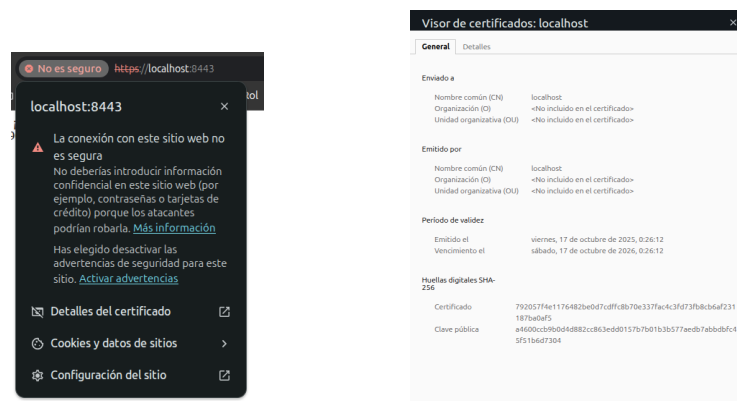 No es seguro https://localhost:8443
localhost:8443
La conexión con este sitio web no
es segura
No deberías introducir información
confidencial en este sitio web (por
ejemplo, contraseñas o tarjetas de
crédito) porque los atacantes
podrían robarla. Más información
Has elegido desactivar las
advertencias de seguridad para este
sitio. Activar advertencias
Detalles del certificado
Cookies y datos de sitios
Configuración del sitio
Visor de certificados: localhost
General Detalles
Enviado a
Nombre común (CN) localhost
Organización (O) <No incluido en el certificado>
Unidad organizativa (OU) <No incluido en el certificado>
Emitido por
Nombre común (CN) localhost
Organización (O) <No incluido en el certificado>
Unidad organizativa (OU) <No incluido en el certificado>
Período de validez
Emitido el viernes, 17 de octubre de 2025, 0:26:12
Vencimiento el sábado, 17 de octubre de 2026, 0:26:12
Huellas digitales SHA-
256
Certificado 792057f4e1176482be0d7cdffc8b70e337fac4c3fd73fb8cb6af231
187ba0af5
Clave pública a4600ccb9b0d4d882cc863edd0157b7b01b3b577aedb7abbdbfc4
5f51b6d7304